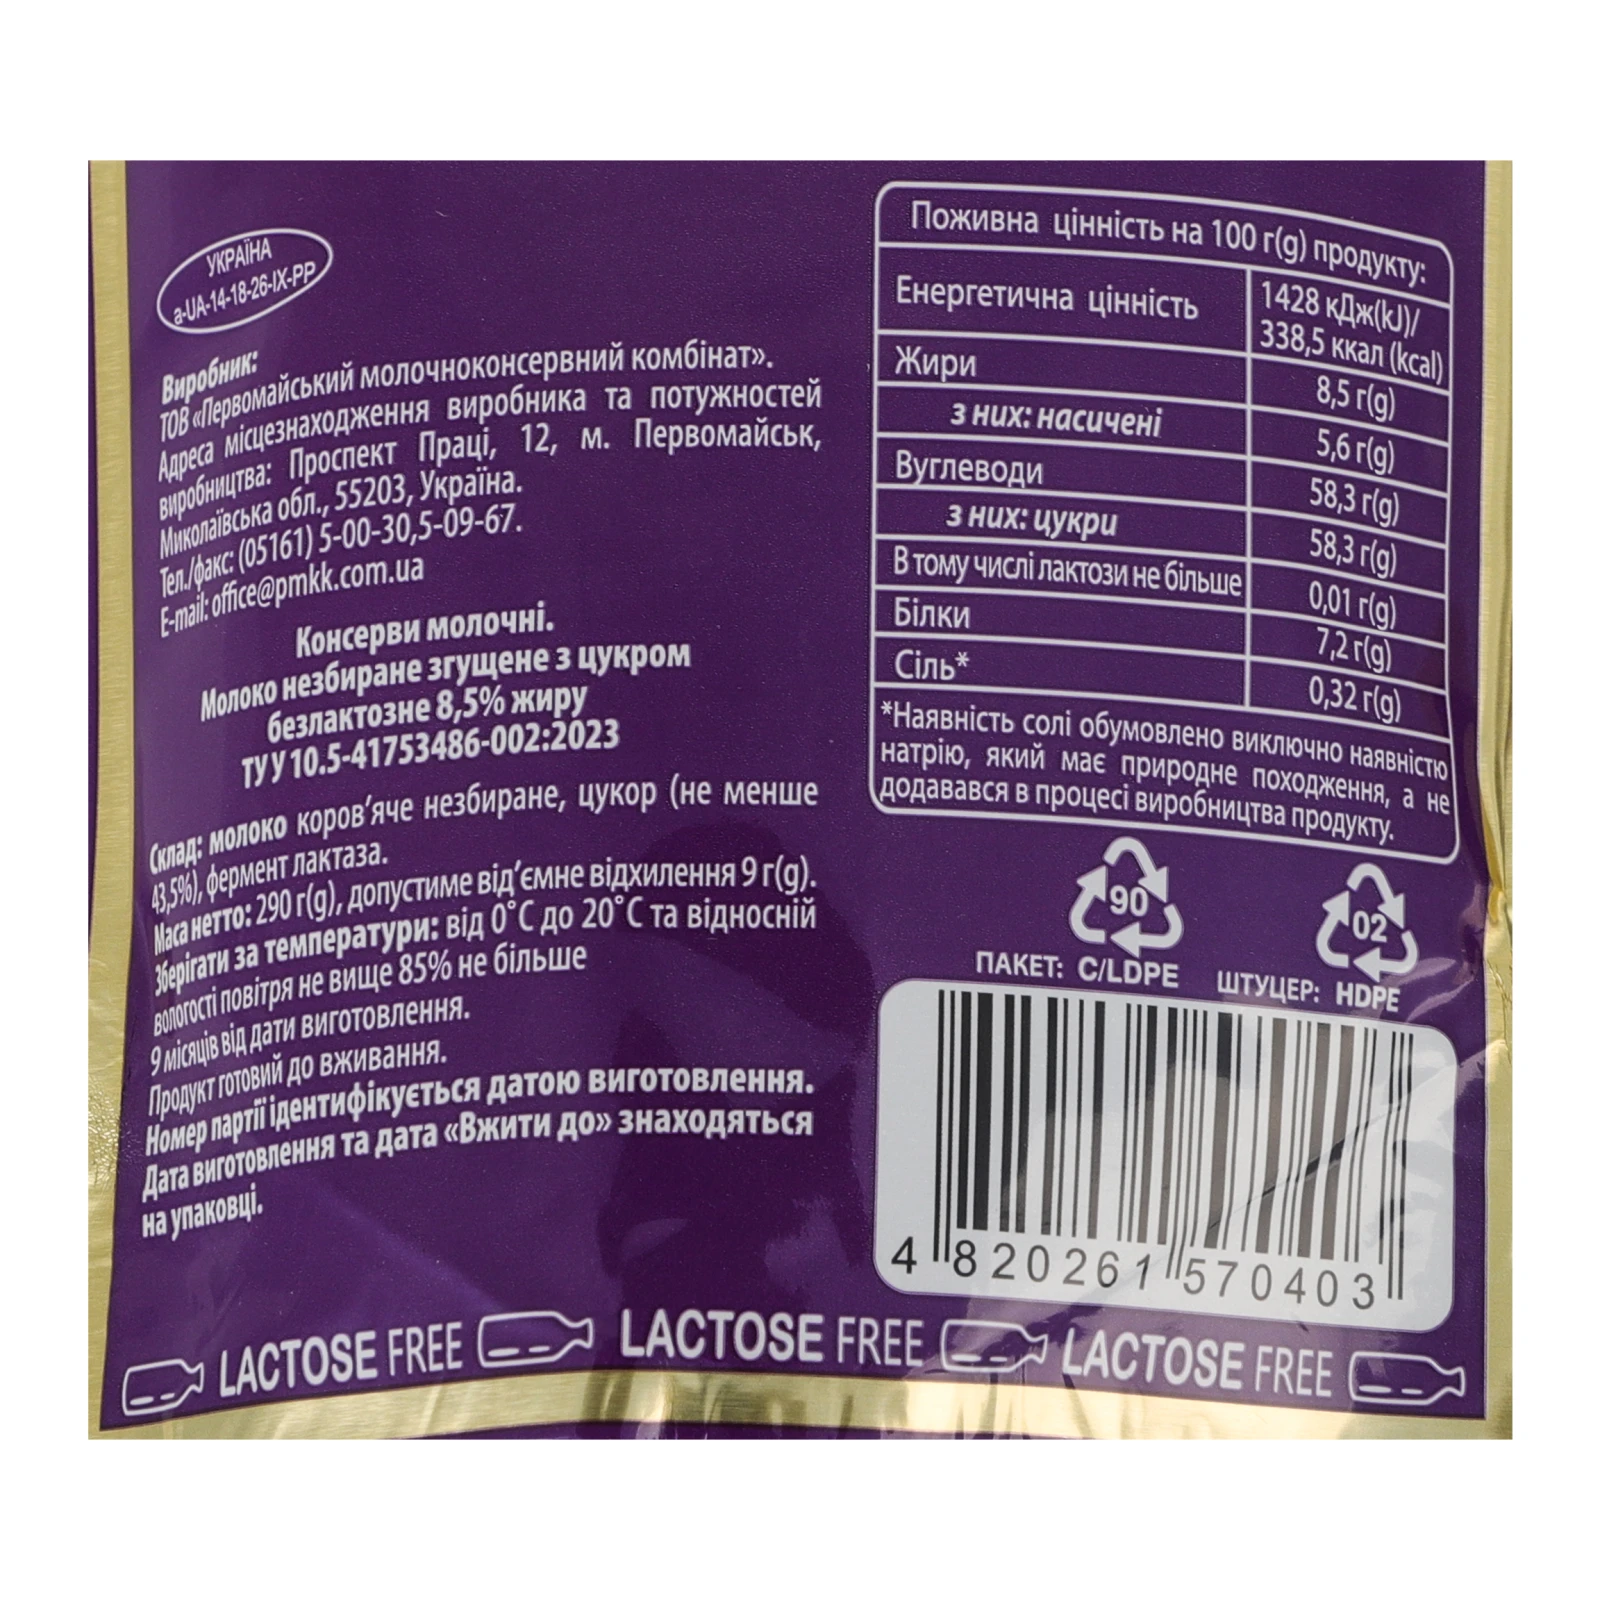 УКРАЇНА
a-UA-14-18-26-IX-PP
Виробник:
ТОВ «Первомайський молочноконсервний комбінат».
Адреса місцезнаходження виробника та потужностей
виробництва: Проспект Праці, 12, м. Первомайськ,
Миколаївська обл., 55203, Україна.
Тел./факс: (05161) 5-00-30,5-09-67.
E-mail: office@pmkk.com.ua
Консерви молочні.
Молоко незбиране згущене з цукром
безлактозне 8,5% жиру
ТУ У 10.5-41753486-002:2023
Склад: молоко коров’яче незбиране, цукор (не менше
43,5%), фермент лактаза.
Маса нетто: 290 г(g), допустиме від’ємне відхилення 9 г(g).
Зберігати за температури: від 0°С до 20°С та відносній
вологості повітря не вище 85% не більше
9 місяців від дати виготовлення.
Продукт готовий до вживання.
Номер партії ідентифікується датою виготовлення.
Дата виготовлення та дата «Вжити до» знаходяться
на упаковці.
Поживна цінність на 100 г(g) продукту:
Енергетична цінність 1428 кДж(kJ)/
338,5 ккал (kcal)
Жири 8,5 г(g)
з них: насичені 5,6 г(g)
Вуглеводи 58,3 г(g)
з них: цукри 58,3 г(g)
В тому числі лактози не більше 0,01 г(g)
Білки 7,2 г(g)
Сіль* 0,32 г(g)
*Наявність солі обумовлено виключно наявністю
натрію, який має природне походження, а не
додавався в процесі виробництва продукту.
90
02
ПАКЕТ: C/LDPE
ШТУЦЕР: HDPE
4 820261 570403
LACTOSE FREE LACTOSE FREE LACTOSE FREE